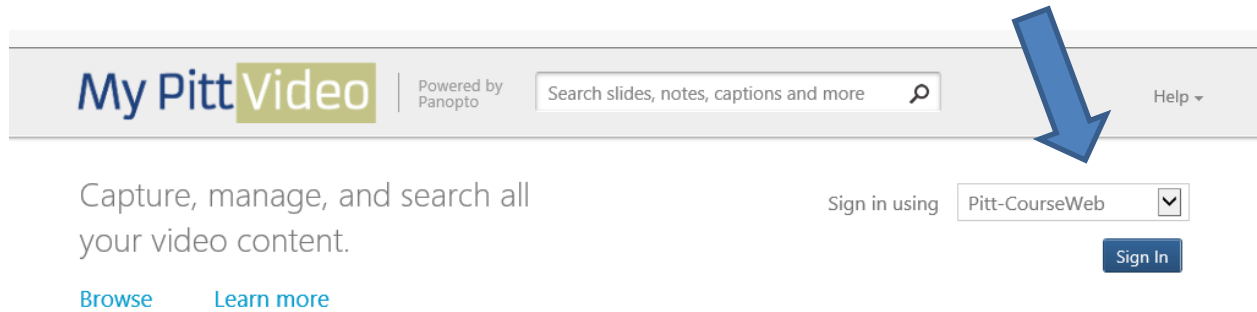 My Pitt Video
Powered by
Panopto
Search slides, notes, captions and more
Help
Capture, manage, and search all
your video content.
Sign in using
Pitt-CourseWeb
Sign In
Browse
Learn more